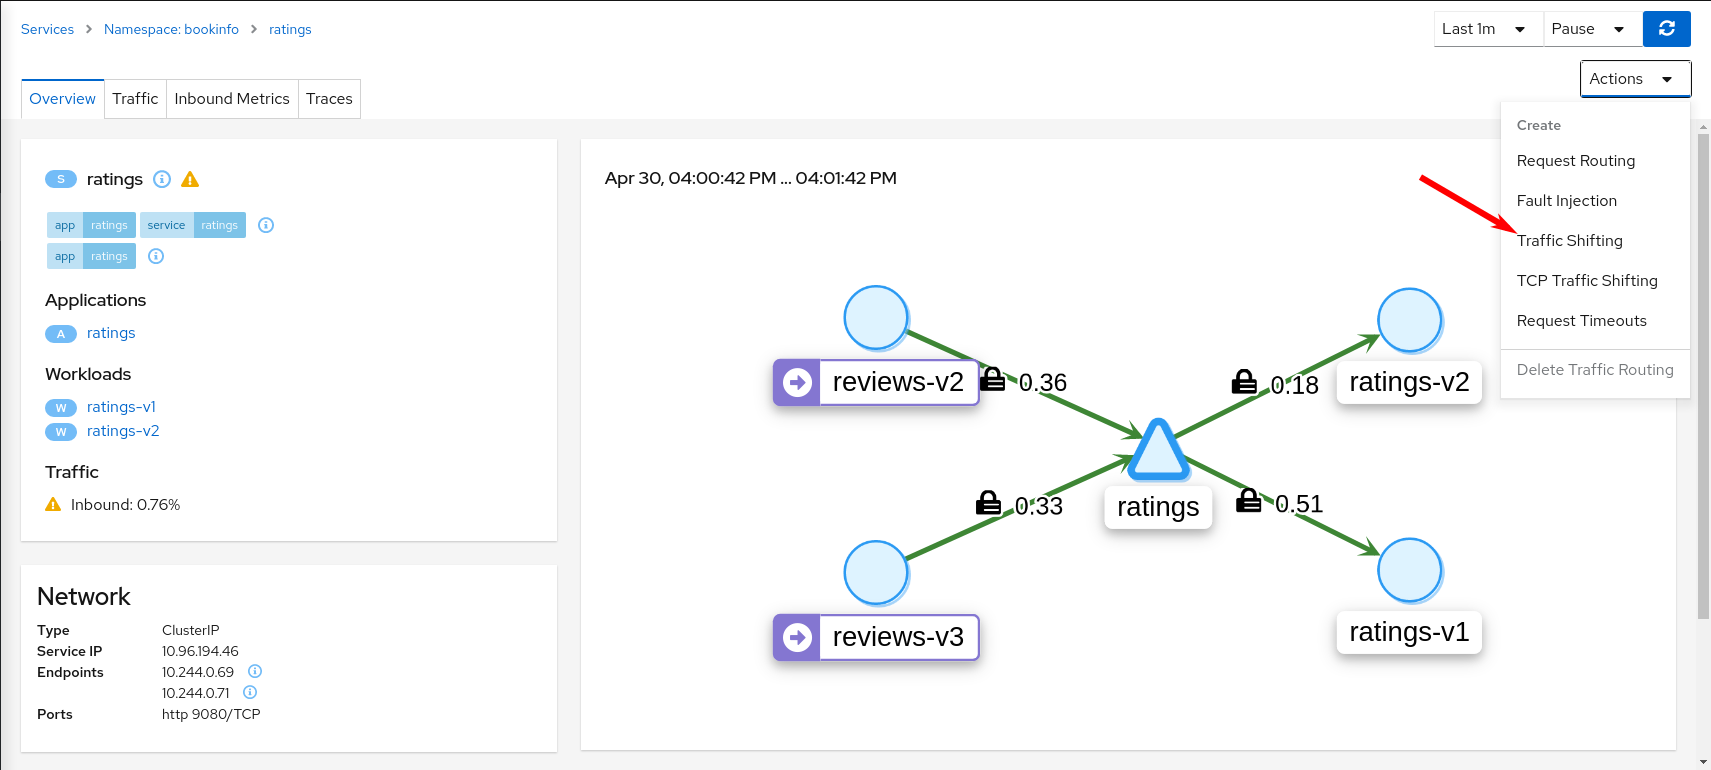 Services > Namespace: bookinfo > ratings
Last 1m
Pause
Actions
Overview
Traffic
Inbound Metrics
Traces
Create
Request Routing
Fault Injection
Traffic Shifting
TCP Traffic Shifting
Request Timeouts
Delete Traffic Routing
S ratings
app ratings service ratings
app ratings
Applications
A ratings
Workloads
W ratings-v1
W ratings-v2
Traffic
Inbound: 0.76%
Network
Type ClusterIP
Service IP 10.96.194.46
Endpoints 10.244.0.69
10.244.0.71
Ports http 9080/TCP
Apr 30, 04:00:42 PM ... 04:01:42 PM
reviews-v2
0.36
0.18
ratings-v2
0.33
ratings
0.51
reviews-v3
ratings-v1